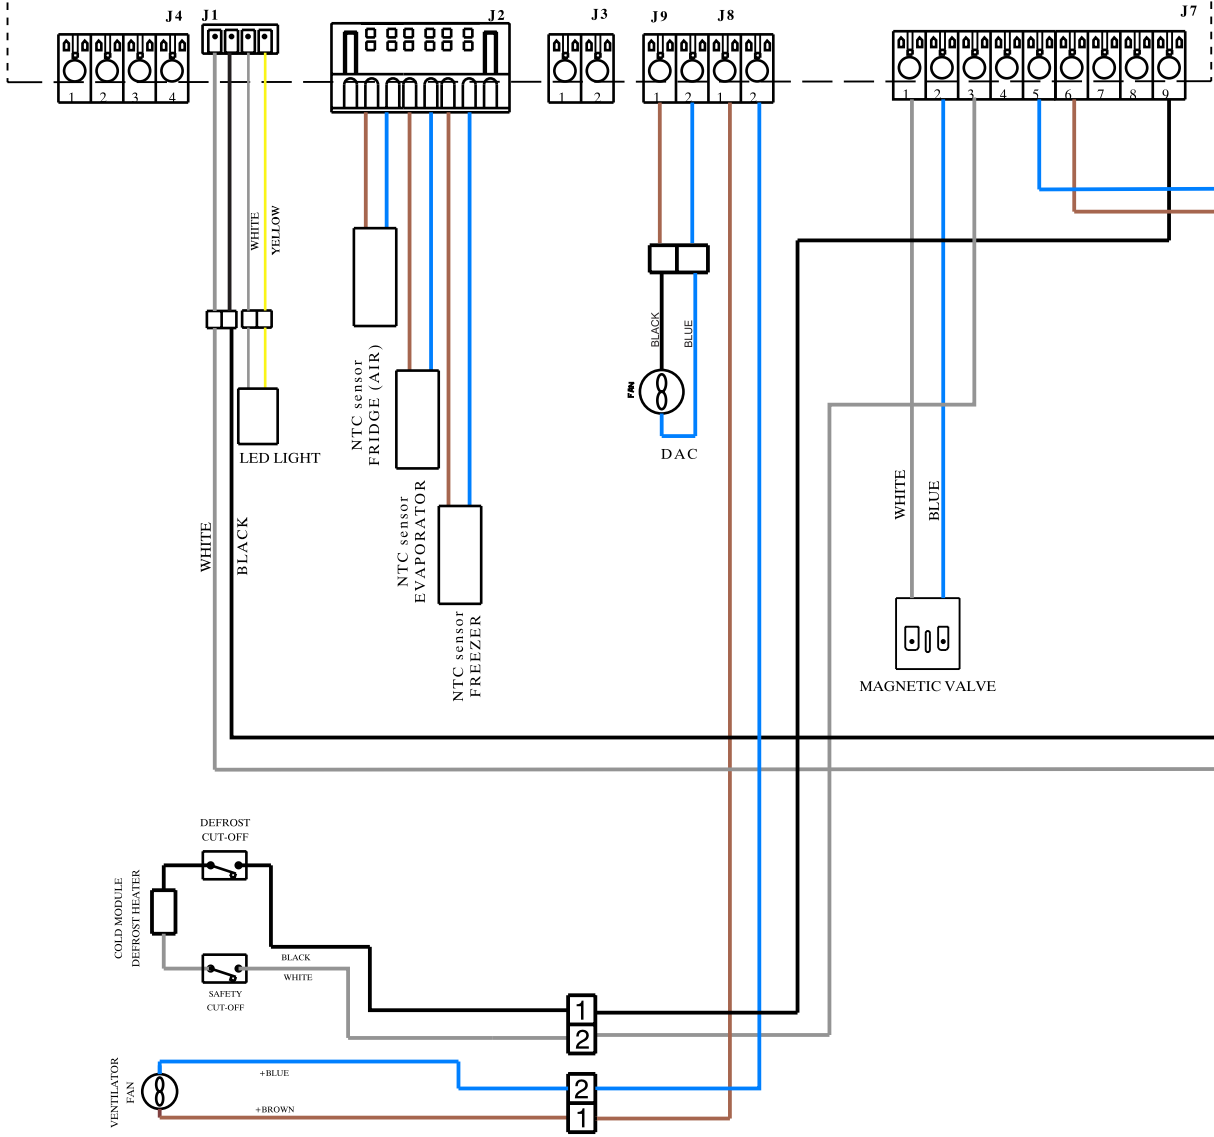 J4
J1
J2
J3
J9
J8
J7
1
2
3
4
1
2
1
2
1
2
1
2
3
4
5
6
7
8
9
WHITE
YELLOW
BLACK
BLUE
FAN
DAC
NTC sensor
FRIDGE (AIR)
LED LIGHT
NTC sensor
EVAPORATOR
WHITE
BLACK
WHITE
BLUE
NTC sensor
FREEZER
MAGNETIC VALVE
DEFROST
CUT-OFF
COLD MODULE
DEFROST HEATER
BLACK
WHITE
SAFETY
CUT-OFF
1
2
VENTILATOR
FAN
+BLUE
+BROWN
2
1